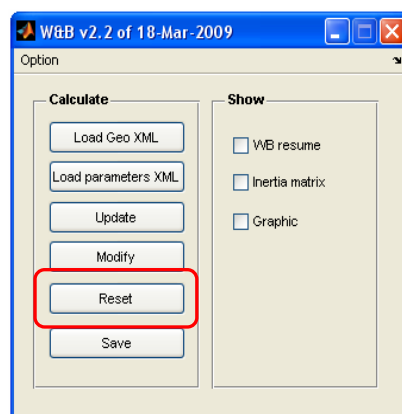 W&B v2.2 of 18-Mar-2009
Option
Calculate
Load Geo XML
Load parameters XML
Update
Modify
Reset
Save
Show
WB resume
Inertia matrix
Graphic